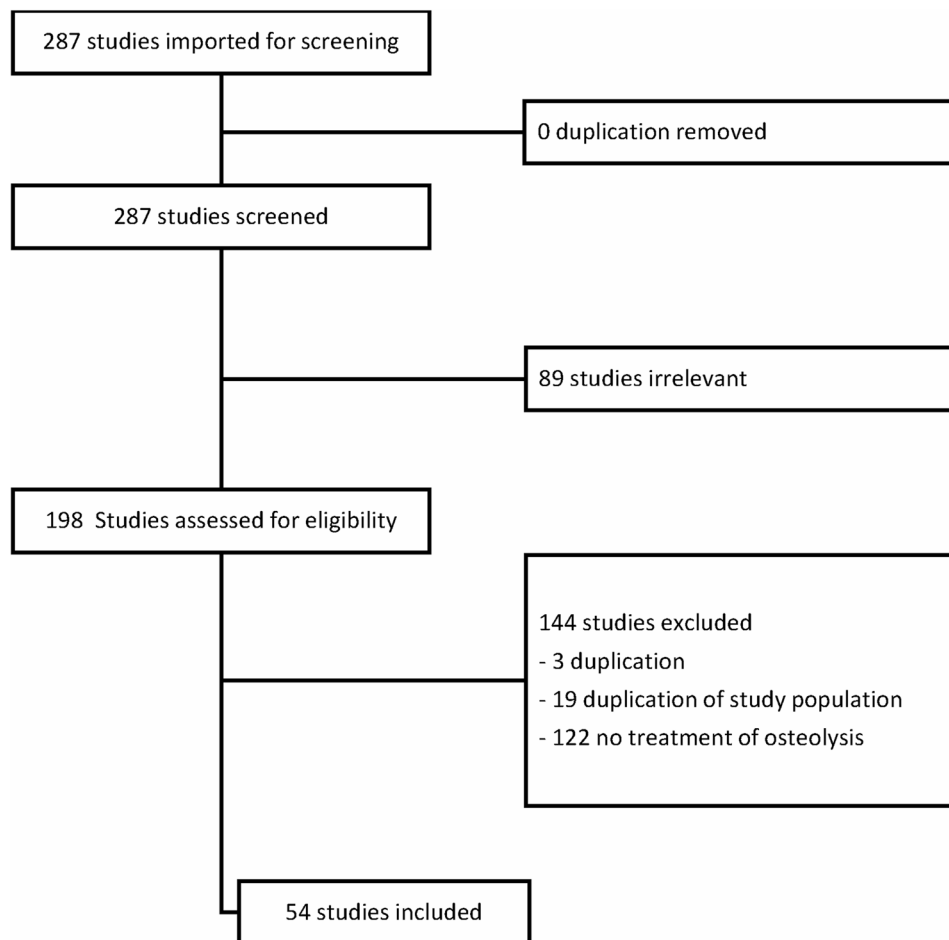 287 studies imported for screening
0 duplication removed
287 studies screened
89 studies irrelevant
198 Studies assessed for eligibility
144 studies excluded
- 3 duplication
- 19 duplication of study population
- 122 no treatment of osteolysis
54 studies included